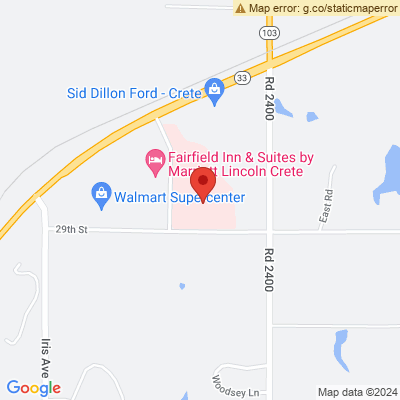 Map error: g.co/staticmaperror
103
33
Rd 2400
Sid Dillon Ford - Crete
Fairfield Inn & Suites by
Marriott Lincoln Crete
Walmart Supercenter
East Rd
29th St
Rd 2400
Iris Ave
Woodsey Ln
Google
Map data ©2024